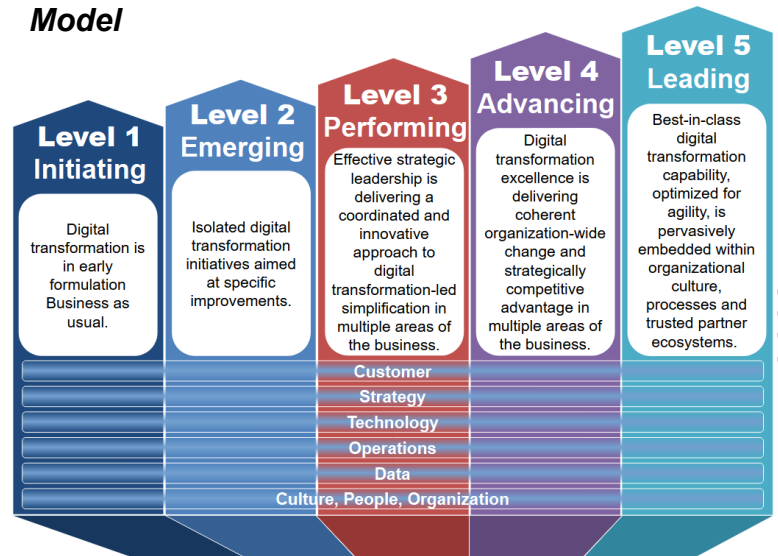 Model
Level 1
Initiating
Digital
transformation is
in early
formulation
Business as
usual.
Level 2
Emerging
Isolated digital
transformation
initiatives aimed
at specific
improvements.
Level 3
Performing
Effective strategic
leadership is
delivering a
coordinated and
innovative
approach to
digital
transformation-led
simplification in
multiple areas of
the business.
Level 4
Advancing
Digital
transformation
excellence is
delivering
coherent
organization-wide
change and
strategically
competitive
advantage in
multiple areas of
the business.
Level 5
Leading
Best-in-class
digital
transformation
capability,
optimized for
agility, is
pervasively
embedded within
organizational
culture,
processes and
trusted partner
ecosystems.
Customer
Strategy
Technology
Operations
Data
Culture, People, Organization